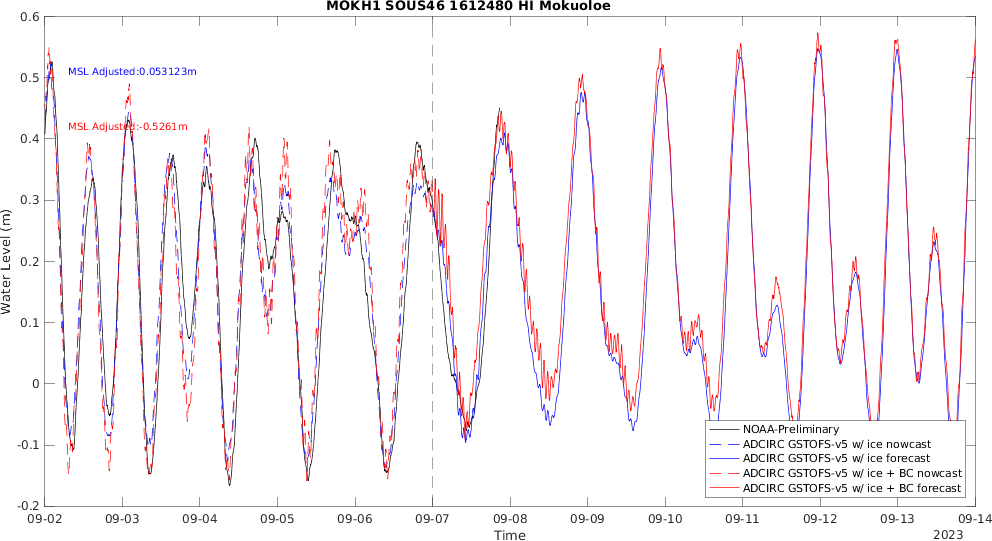 MOKH1 SOUS46 1612480 HI Mokuoloe
0.6
0.5
0.4
0.3
0.2
0.1
0
-0.1
-0.2
Water Level (m)
MSL Adjusted:0.053123m
MSL Adjusted:-0.5261m
NOAA-Preliminary
ADCIRC GSTOFS-v5 w/ ice nowcast
ADCIRC GSTOFS-v5 w/ ice forecast
ADCIRC GSTOFS-v5 w/ ice + BC nowcast
ADCIRC GSTOFS-v5 w/ ice + BC forecast
09-02 09-03 09-04 09-05 09-06 09-07 09-08 09-09 09-10 09-11 09-12 09-13 09-14
Time
2023